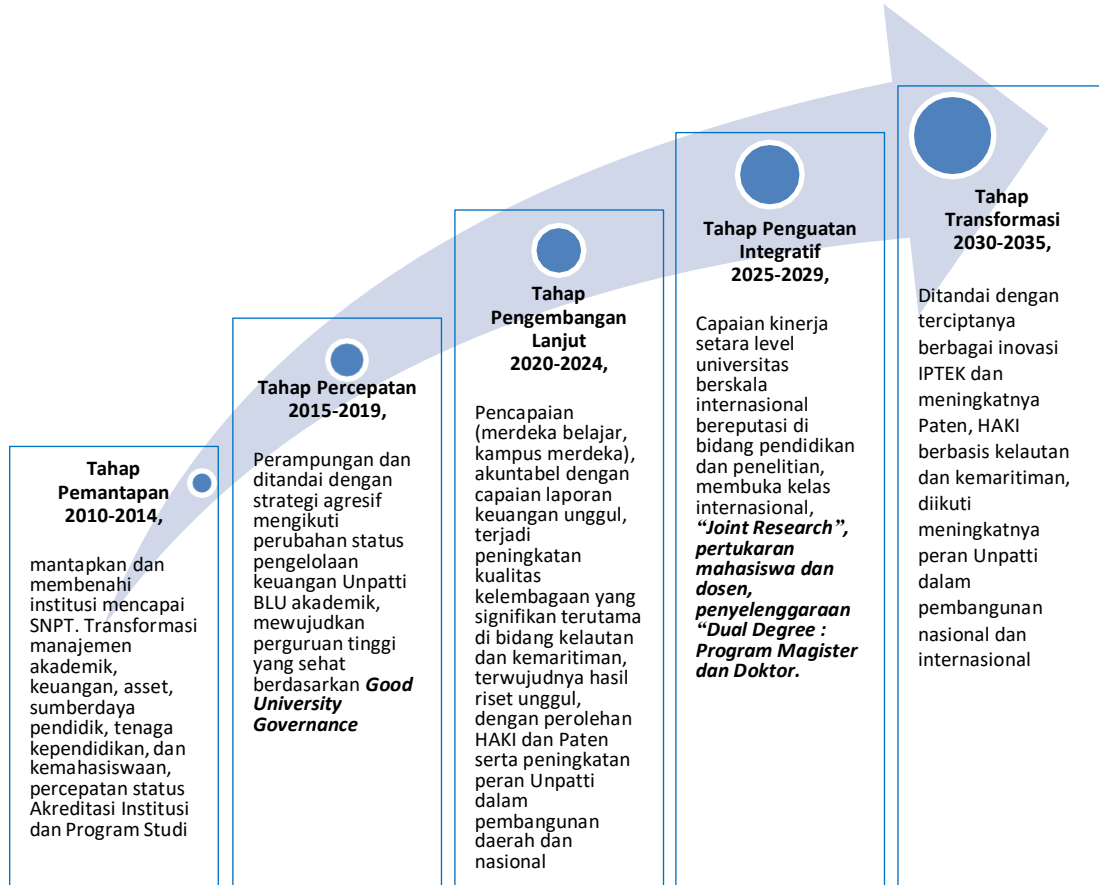 Tahap
Pemantapan
2010-2014,
mantapkan dan
membenahi
institusi mencapai
SNPT. Transformasi
manajemen
akademik,
keuangan, asset,
sumberdaya
pendidik, tenaga
kependidikan, dan
kemahasiswaan,
percepatan status
Akreditasi Institusi
dan Program Studi
Tahap Percepatan
2015-2019,
Perampungan dan
ditandai dengan
strategi agresif
mengikuti
perubahan status
pengelolaan
keuangan Unpatti
BLU akademik,
mewujudkan
perguruan tinggi
yang sehat
berdasarkan Good
University
Governance
Tahap
Pengembangan
Lanjut
2020-2024,
Pencapaian
(merdeka belajar,
kampus merdeka),
akuntabel dengan
capaian laporan
keuangan unggul,
terjadi
peningkatan
kualitas
kelembagaan yang
signifikan terutama
di bidang kelautan
dan kemaritiman,
terwujudnya hasil
riset unggul,
dengan perolehan
HAKI dan Paten
serta peningkatan
peran Unpatti
dalam
pembangunan
daerah dan
nasional
Tahap Penguatan
Integratif
2025-2029,
Capaian kinerja
setara level
universitas
berskala
internasional
bereputasi di
bidang pendidikan
dan penelitian,
membuka kelas
internasional,
“Joint Research”,
pertukaran
mahasiswa dan
dosen,
penyelenggaraan
“Dual Degree :
Program Magister
dan Doktor.
Tahap
Transformasi
2030-2035,
Ditandai dengan
terciptanya
berbagai inovasi
IPTEK dan
meningkatnya
Paten, HAKI
berbasis kelautan
dan kemaritiman,
diikuti
meningkatnya
peran Unpatti
dalam
pembangunan
nasional dan
internasional